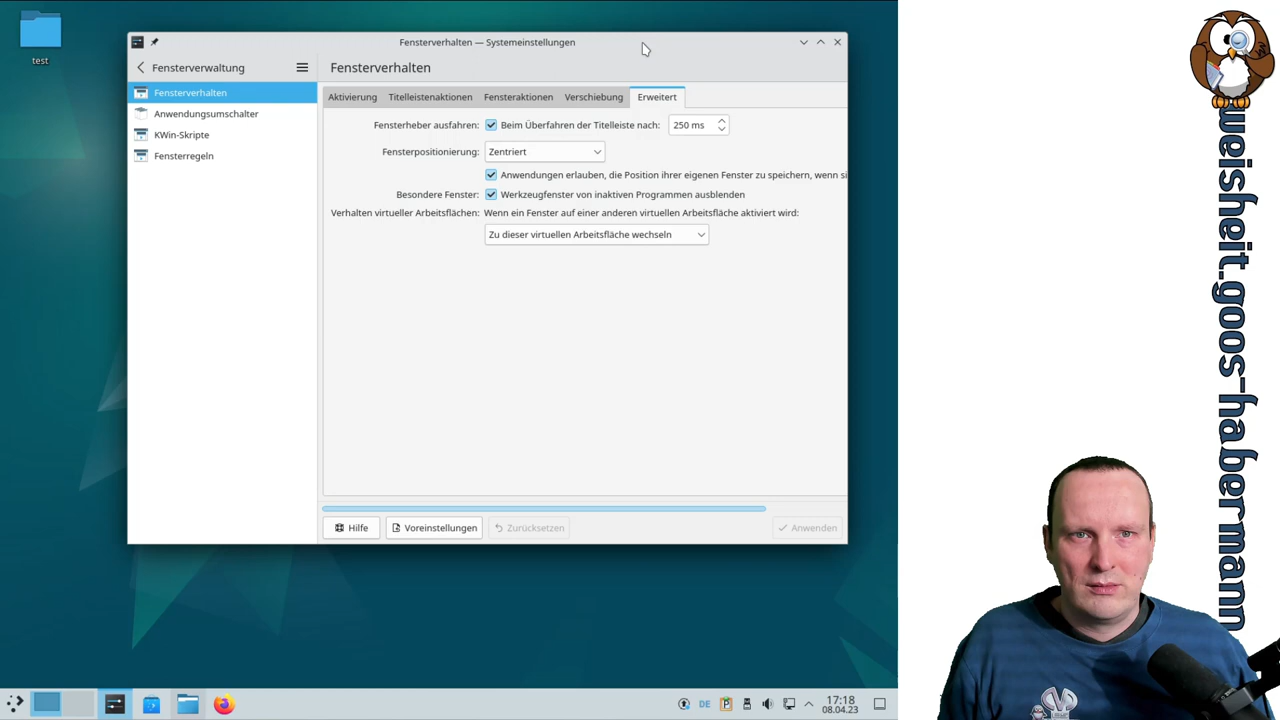 test
Fensterverhalten — Systemeinstellungen
Fensterverwaltung
Fensterverhalten
Fensterverhalten
Anwendungsumschalter
KWin-Skripte
Fensterregeln
Aktivierung
Titelleistenaktionen
Fensteraktionen
Verschiebung
Erweitert
Fensterheber ausfahren:
Beim Überfahren der Titelleiste nach:
250 ms
Fensterpositionierung:
Zentriert
Anwendungen erlauben, die Position ihrer eigenen Fenster zu speichern, wenn si
Besondere Fenster:
Werkzeugfenster von inaktiven Programmen ausblenden
Verhalten virtueller Arbeitsflächen:
Wenn ein Fenster auf einer anderen virtuellen Arbeitsfläche aktiviert wird:
Zu dieser virtuellen Arbeitsfläche wechseln
Hilfe
Voreinstellungen
Zurücksetzen
Anwenden
DE
17:18
08.04.23
weisheit.goos-habermann